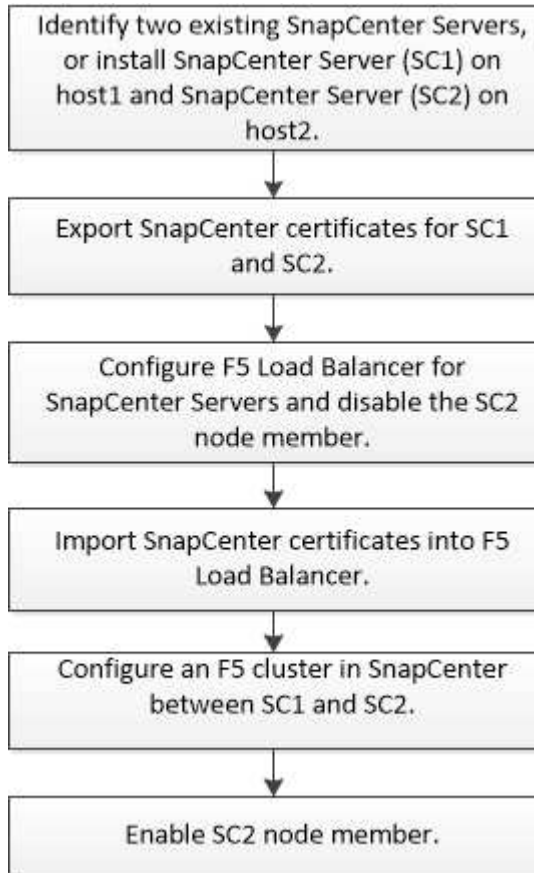 Identify two existing SnapCenter Servers,
or install SnapCenter Server (SC1) on
host1 and SnapCenter Server (SC2) on
host2.
Export SnapCenter certificates for SC1
and SC2.
Configure F5 Load Balancer for
SnapCenter Servers and disable the SC2
node member.
Import SnapCenter certificates into F5
Load Balancer.
Configure an F5 cluster in SnapCenter
between SC1 and SC2.
Enable SC2 node member.